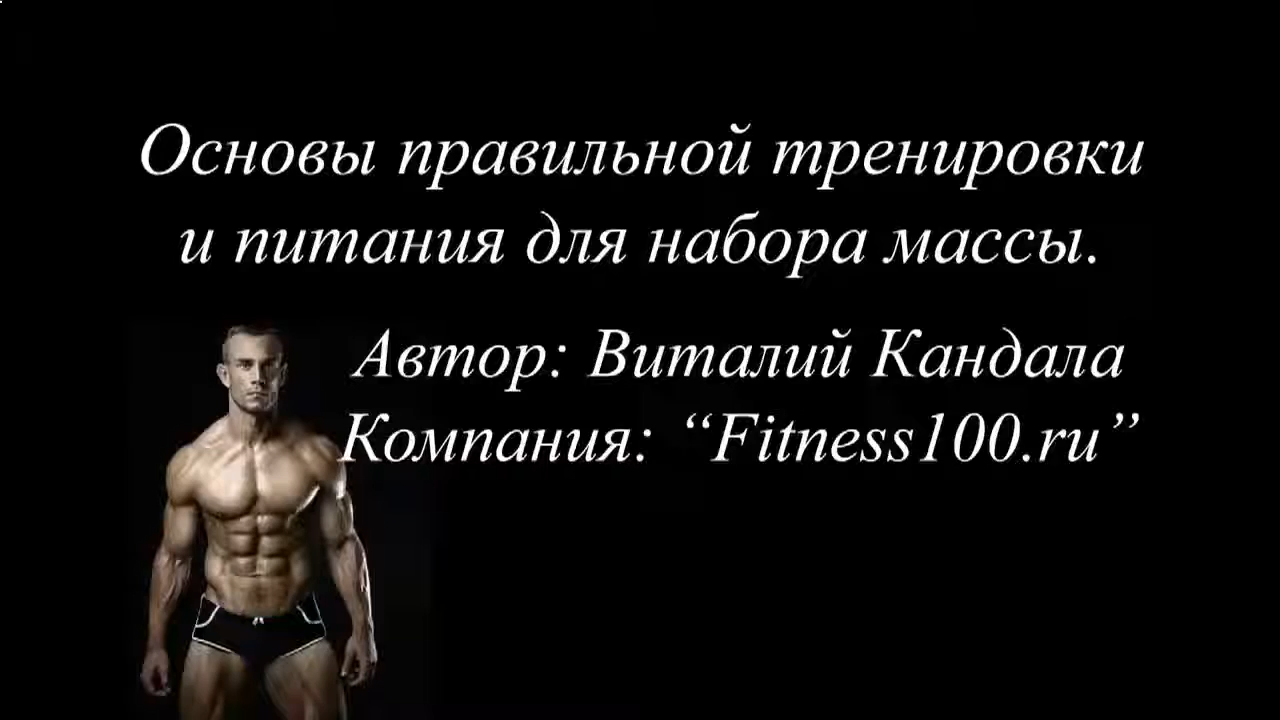 Основы правильной тренировки
и питания для набора массы.
Автор: Виталий Кандала
Компания: “Fitness100.ru”